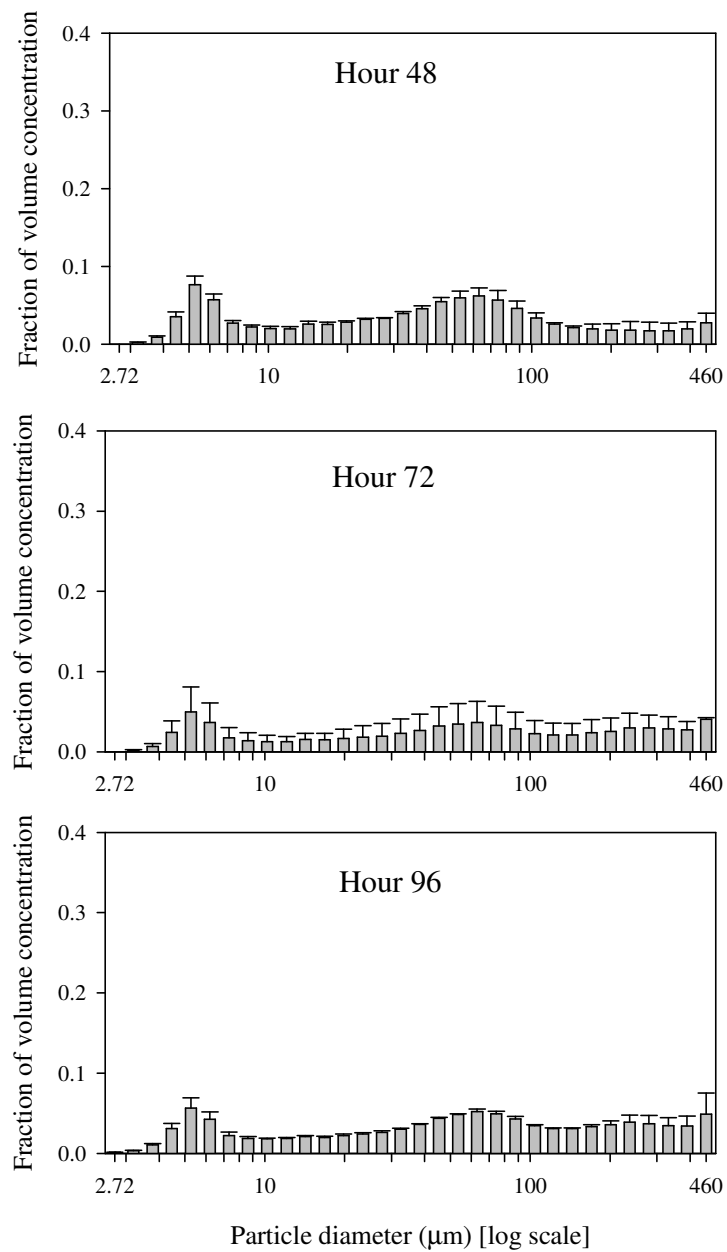 0.4
Hour 48
0.3
0.2
0.1
0.0
Fraction of volume concentration
2.72 10 100 460
0.4
Hour 72
0.3
0.2
0.1
0.0
Fraction of volume concentration
2.72 10 100 460
0.4
Hour 96
0.3
0.2
0.1
0.0
Fraction of volume concentration
2.72 10 100 460
Particle diameter (μm) [log scale]